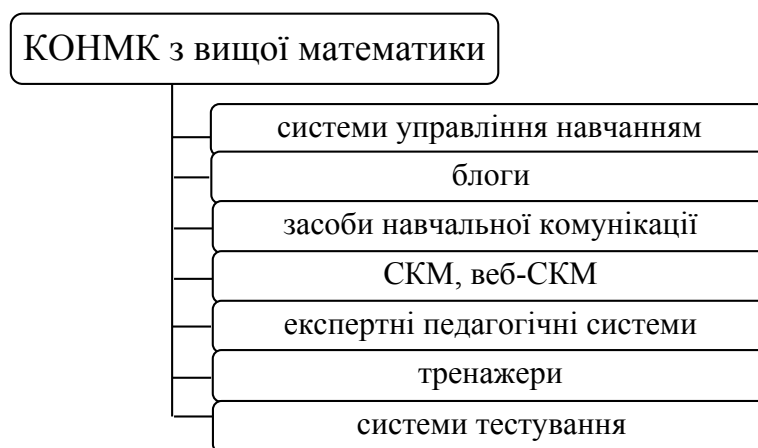 КОНМК з вищої математики
системи управління навчанням
блоги
засоби навчальної комунікації
СКМ, веб-СКМ
експертні педагогічні системи
тренажери
системи тестування